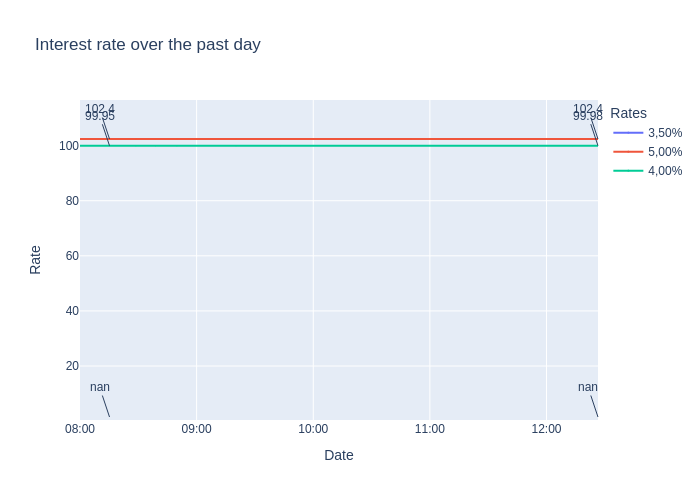 Interest rate over the past day
102.4
99.95
102.4
99.98
Rates
3,50%
5,00%
4,00%
100
80
60
40
20
Rate
nan
nan
08:00
09:00
10:00
11:00
12:00
Date